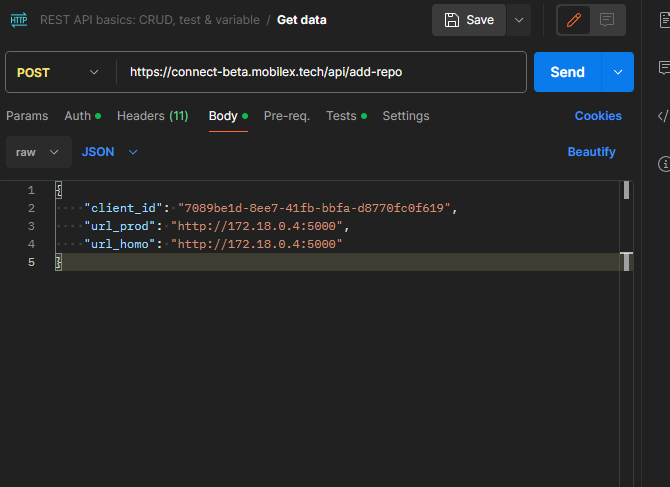 HTTP REST API basics: CRUD, test & variable / Get data Save
POST https://connect-beta.mobilex.tech/api/add-repo Send
Params Auth Headers (11) Body Pre-req. Tests Settings Cookies
raw JSON Beautify
1 {
2 "client_id": "7089be1d-8ee7-41fb-bbfa-d8770fc0f619",
3 "url_prod": "http://172.18.0.4:5000",
4 "url_homo": "http://172.18.0.4:5000"
5 }